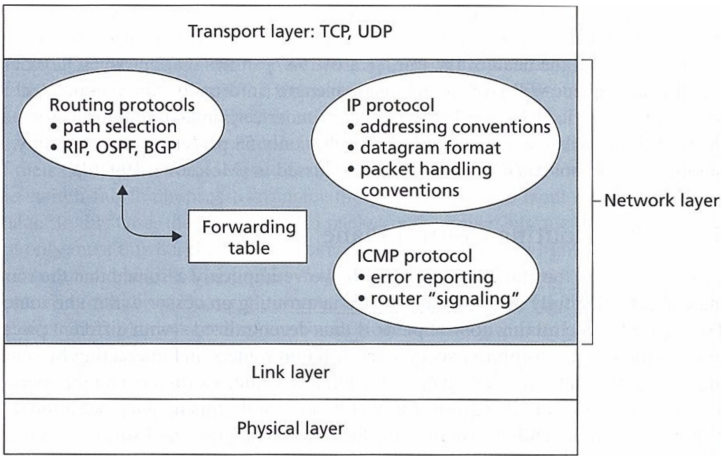 Transport layer: TCP, UDP
Routing protocols
• path selection
• RIP, OSPF, BGP
IP protocol
• addressing conventions
• datagram format
• packet handling
conventions
Network layer
Forwarding
table
ICMP protocol
• error reporting
• router “signaling”
Link layer
Physical layer